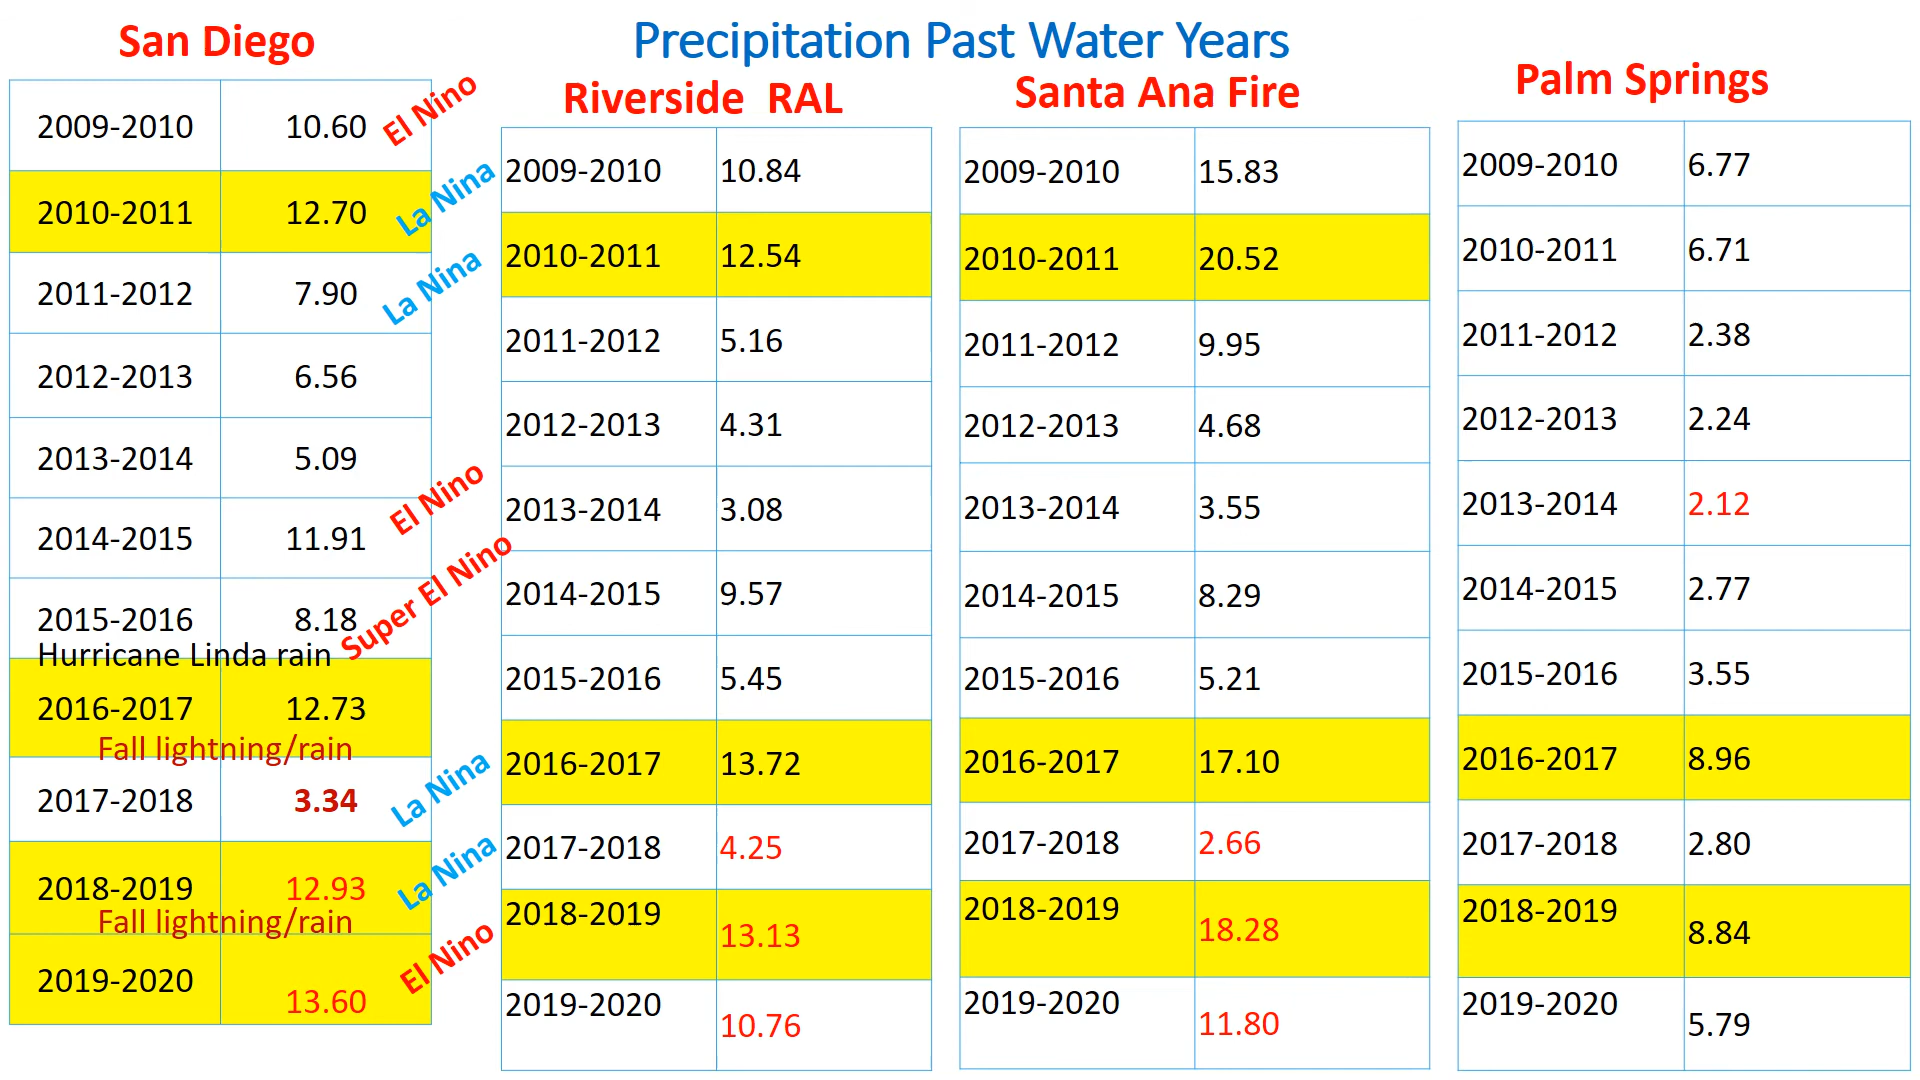 Precipitation Past Water Years
San Diego
2009-2010 10.60 El Nino
2010-2011 12.70 La Nina
2011-2012 7.90 La Nina
2012-2013 6.56
2013-2014 5.09
2014-2015 11.91 El Nino
2015-2016 8.18 Super El Nino
Hurricane Linda rain
2016-2017 12.73
Fall lightning/rain
2017-2018 3.34 La Nina
2018-2019 12.93 La Nina
Fall lightning/rain
2019-2020 13.60 El Nino
Riverside RAL
2009-2010 10.84
2010-2011 12.54
2011-2012 5.16
2012-2013 4.31
2013-2014 3.08
2014-2015 9.57
2015-2016 5.45
2016-2017 13.72
2017-2018 4.25
2018-2019 13.13
2019-2020 10.76
Santa Ana Fire
2009-2010 15.83
2010-2011 20.52
2011-2012 9.95
2012-2013 4.68
2013-2014 3.55
2014-2015 8.29
2015-2016 5.21
2016-2017 17.10
2017-2018 2.66
2018-2019 18.28
2019-2020 11.80
Palm Springs
2009-2010 6.77
2010-2011 6.71
2011-2012 2.38
2012-2013 2.24
2013-2014 2.12
2014-2015 2.77
2015-2016 3.55
2016-2017 8.96
2017-2018 2.80
2018-2019 8.84
2019-2020 5.79